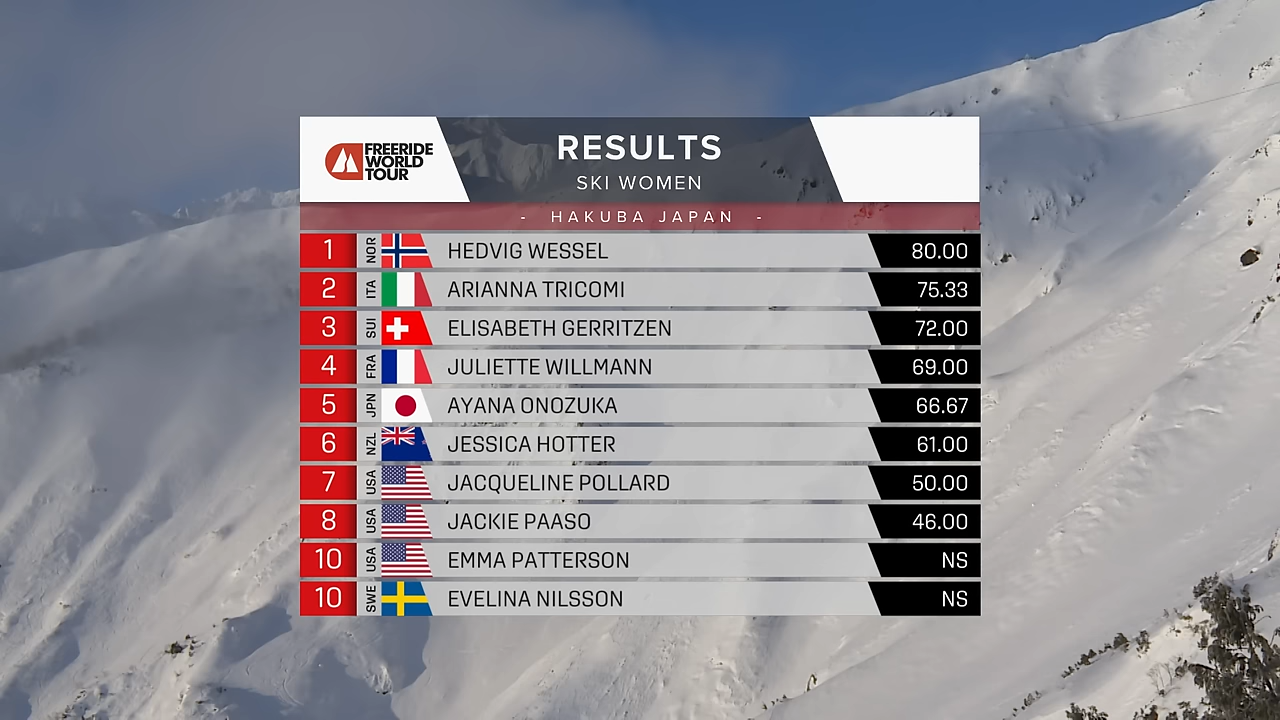 FREERIDE
WORLD
TOUR
RESULTS
SKI WOMEN
- HAKUBA JAPAN -
1 NOR HEDVIG WESSEL 80.00
2 ITA ARIANNA TRICOMI 75.33
3 SUI ELISABETH GERRITZEN 72.00
4 FRA JULIETTE WILLMANN 69.00
5 JPN AYANA ONOZUKA 66.67
6 NZL JESSICA HOTTER 61.00
7 USA JACQUELINE POLLARD 50.00
8 USA JACKIE PAASO 46.00
10 USA EMMA PATTERSON NS
10 SWE EVELINA NILSSON NS